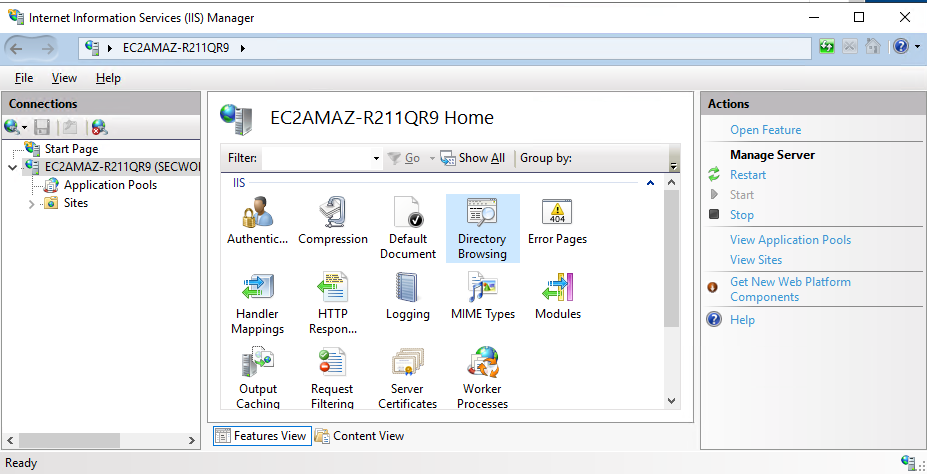 Internet Information Services (IIS) Manager
EC2AMAZ-R211QR9
File View Help
Connections
Start Page
EC2AMAZ-R211QR9 (SECWO
Application Pools
Sites
EC2AMAZ-R211QR9 Home
Filter: Go Show All Group by:
IIS
Authentic... Compression Default Document Directory Browsing Error Pages
404
Handler Mappings HTTP Respon... Logging MIME Types Modules
Output Caching Request Filtering Server Certificates Worker Processes
Features View Content View
Actions
Open Feature
Manage Server
Restart
Start
Stop
View Application Pools
View Sites
Get New Web Platform
Components
Help
Ready